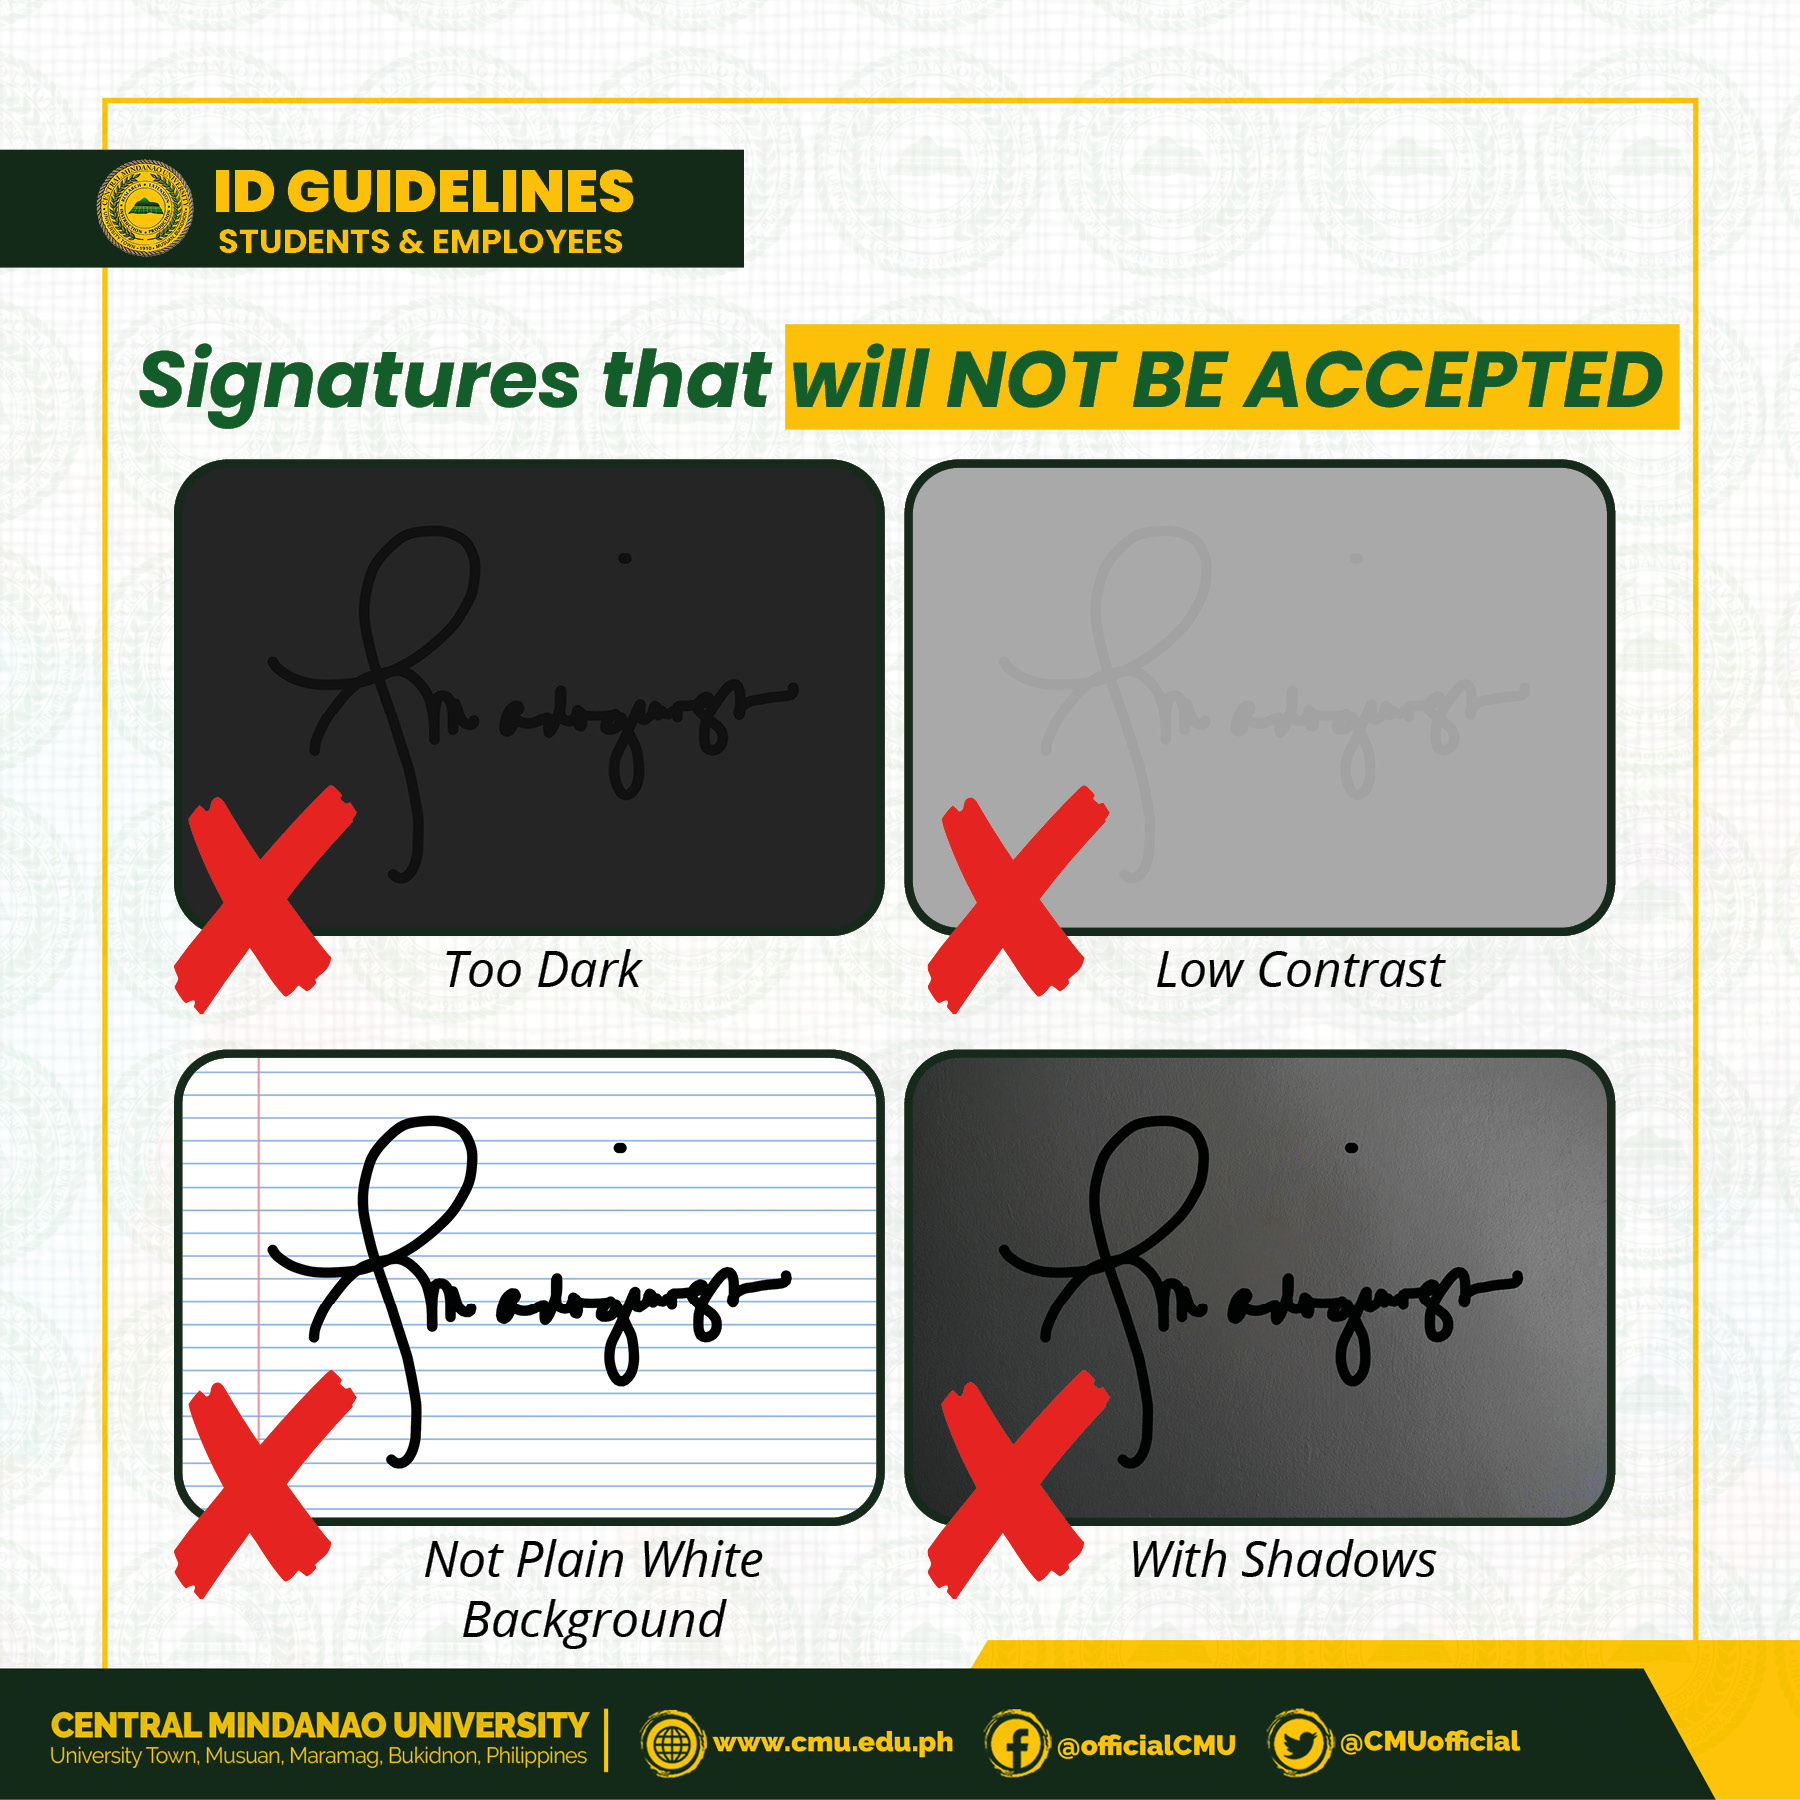 ID GUIDELINES
STUDENTS & EMPLOYEES
Signatures that will NOT BE ACCEPTED
Too Dark
Low Contrast
Not Plain White
Background
With Shadows
CENTRAL MINDANAO UNIVERSITY
University Town, Musuan, Maramag, Bukidnon, Philippines
www.cmu.edu.ph
@officialCMU
@CMUofficial